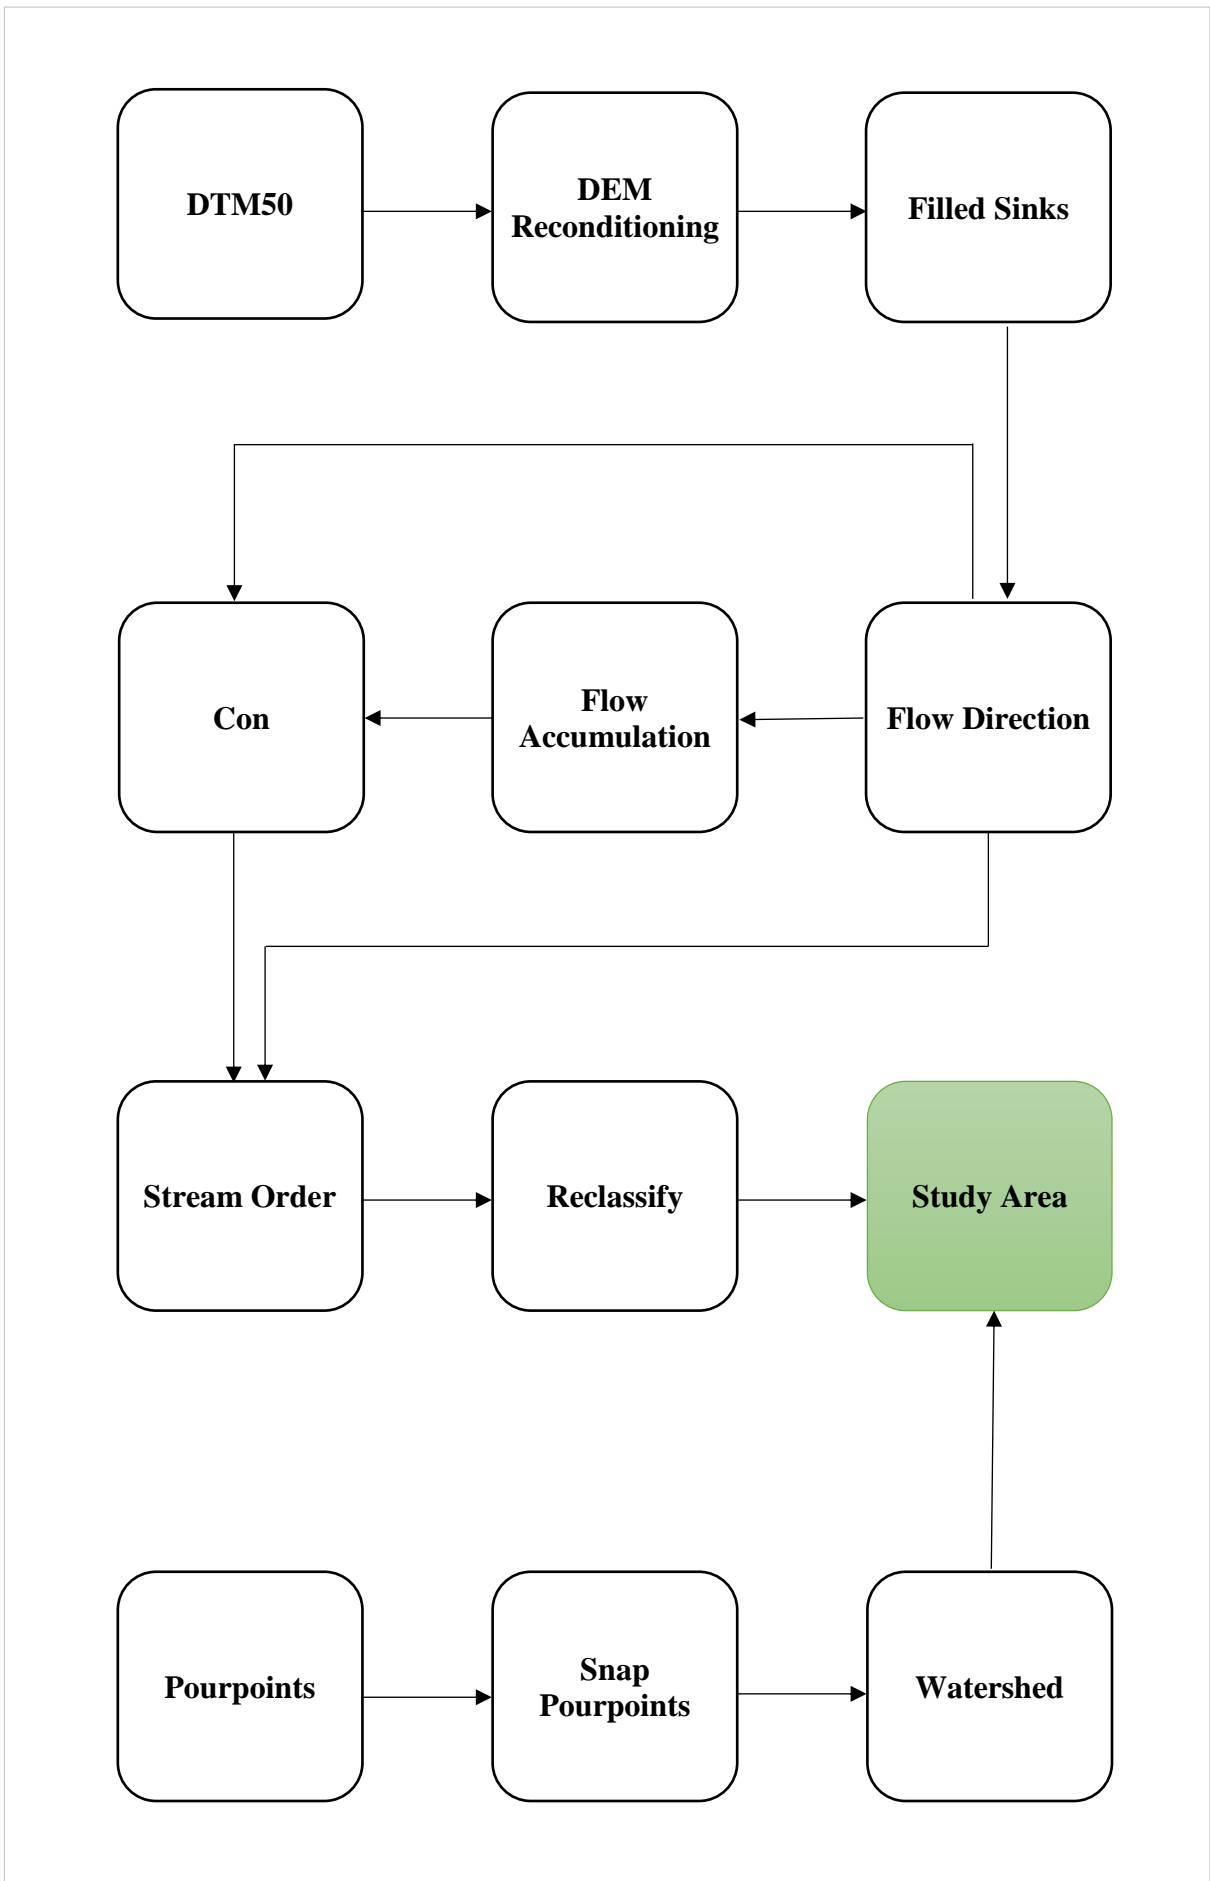 DTM50
DEM
Reconditioning
Filled Sinks
Con
Flow
Accumulation
Flow Direction
Stream Order
Reclassify
Study Area
Pourpoints
Snap
Pourpoints
Watershed